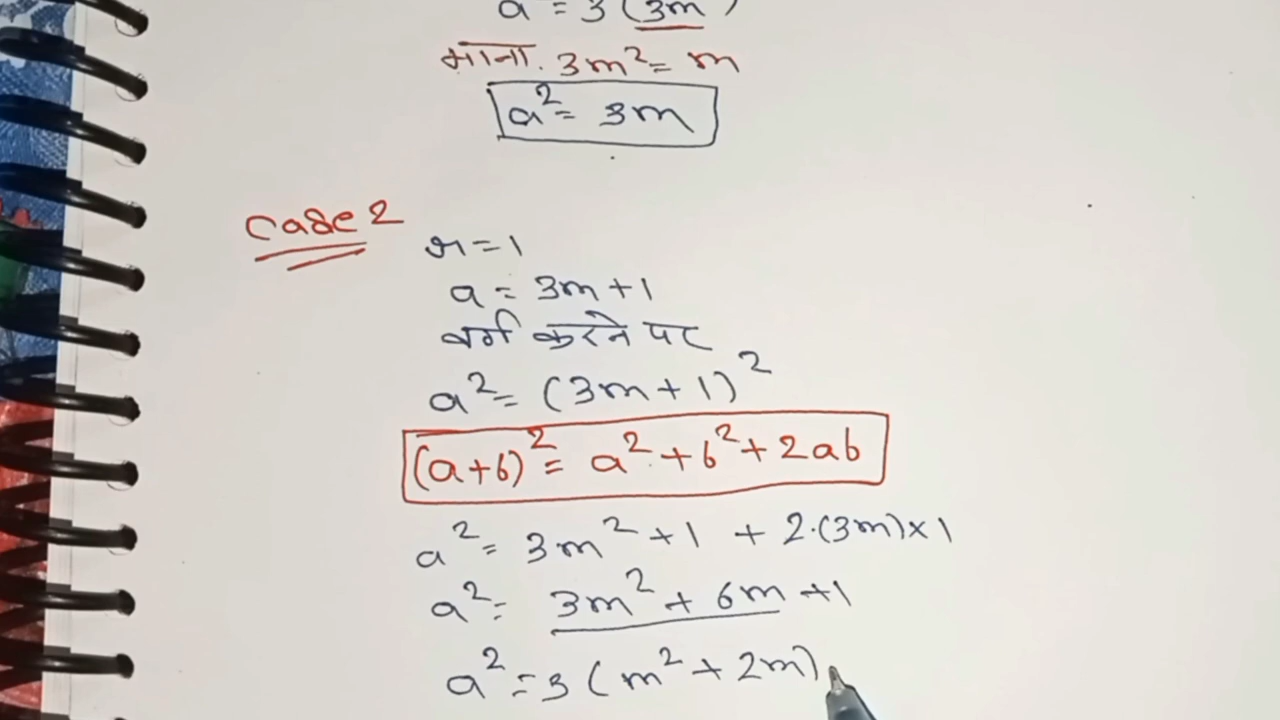 a = 3 (3m )
माना. 3m² = m
a² = 3m
Case 2
r = 1
a = 3m + 1
वर्ग करने पर
a² = (3m + 1)²
(a+b)² = a² + b² + 2ab
a² = 3m² + 1 + 2·(3m)×1
a² = 3m² + 6m + 1
a² = 3 (m² + 2m)